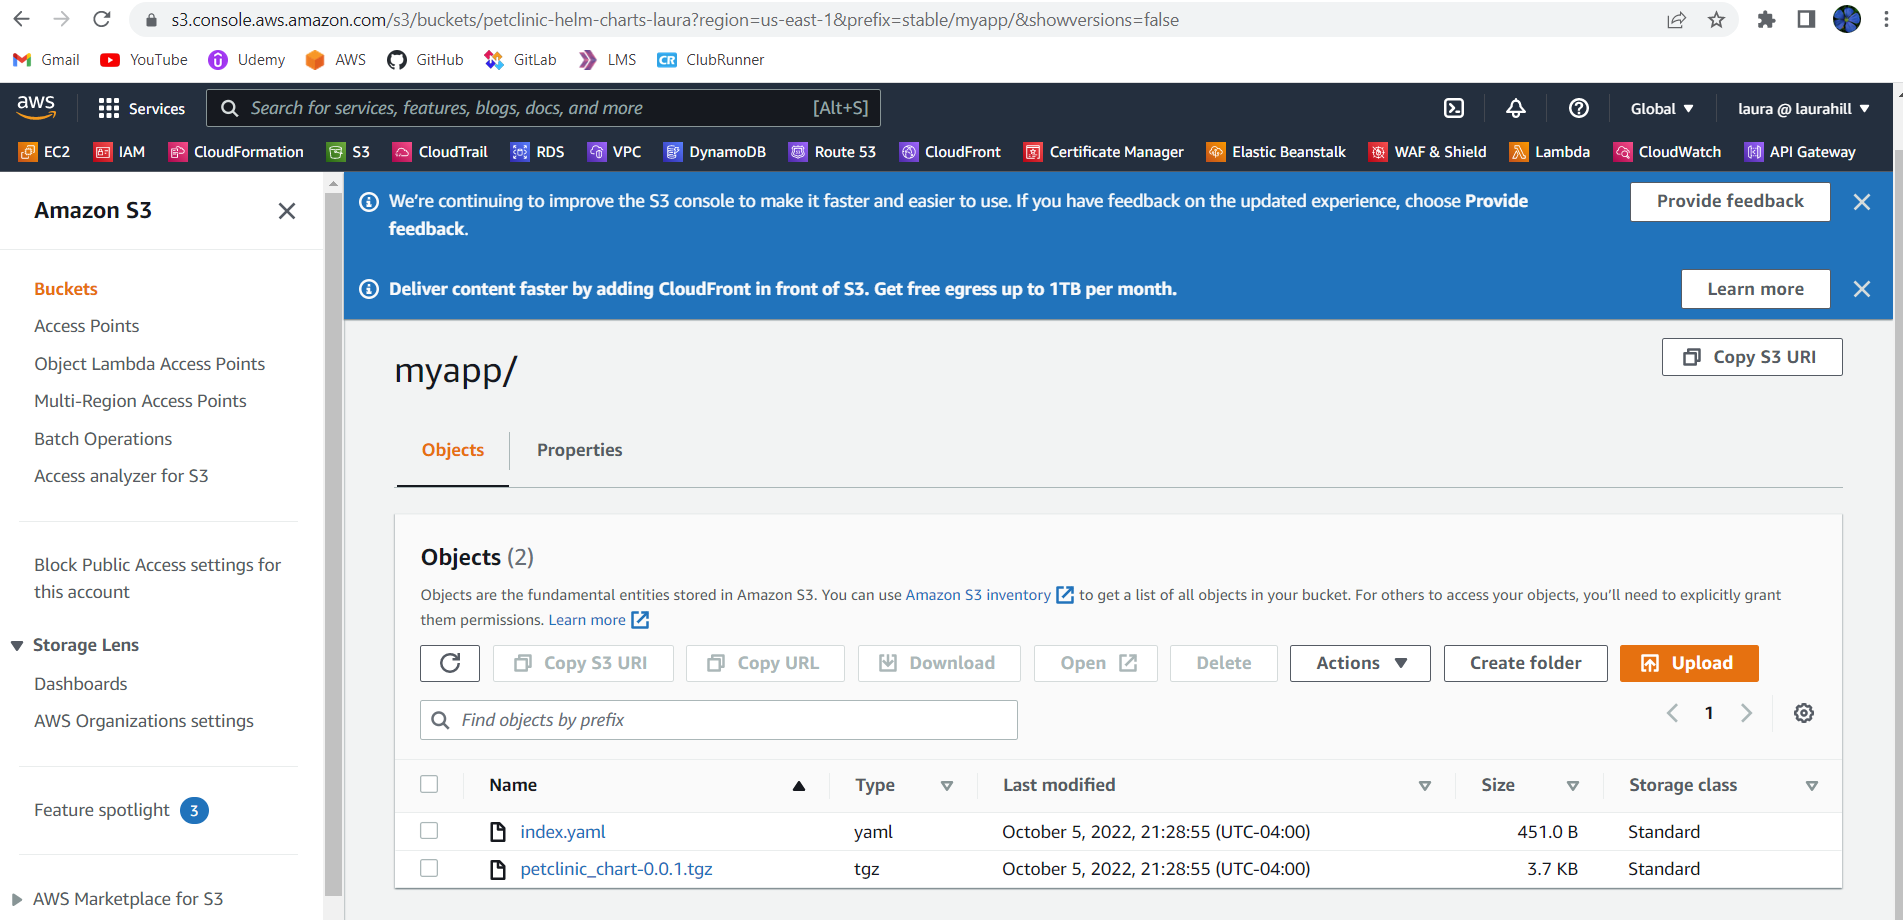 s3.console.aws.amazon.com/s3/buckets/petclinic-helm-charts-laura?region=us-east-1&prefix=stable/myapp/&showversions=false
Gmail YouTube Udemy AWS GitHub GitLab LMS CR ClubRunner
aws Services Search for services, features, blogs, docs, and more [Alt+S] Global laura @ laurahill
EC2 IAM CloudFormation S3 CloudTrail RDS VPC DynamoDB Route 53 CloudFront Certificate Manager Elastic Beanstalk WAF & Shield Lambda CloudWatch API Gateway
Amazon S3
Buckets
Access Points
Object Lambda Access Points
Multi-Region Access Points
Batch Operations
Access analyzer for S3
Block Public Access settings for
this account
Storage Lens
Dashboards
AWS Organizations settings
Feature spotlight 3
AWS Marketplace for S3
We’re continuing to improve the S3 console to make it faster and easier to use. If you have feedback on the updated experience, choose Provide
feedback.
Provide feedback
Deliver content faster by adding CloudFront in front of S3. Get free egress up to 1TB per month.
Learn more
myapp/
Copy S3 URI
Objects Properties
Objects (2)
Objects are the fundamental entities stored in Amazon S3. You can use Amazon S3 inventory to get a list of all objects in your bucket. For others to access your objects, you’ll need to explicitly grant
them permissions. Learn more
Copy S3 URI Copy URL Download Open Delete Actions Create folder Upload
Find objects by prefix
1
Name Type Last modified Size Storage class
index.yaml yaml October 5, 2022, 21:28:55 (UTC-04:00) 451.0 B Standard
petclinic_chart-0.0.1.tgz tgz October 5, 2022, 21:28:55 (UTC-04:00) 3.7 KB Standard